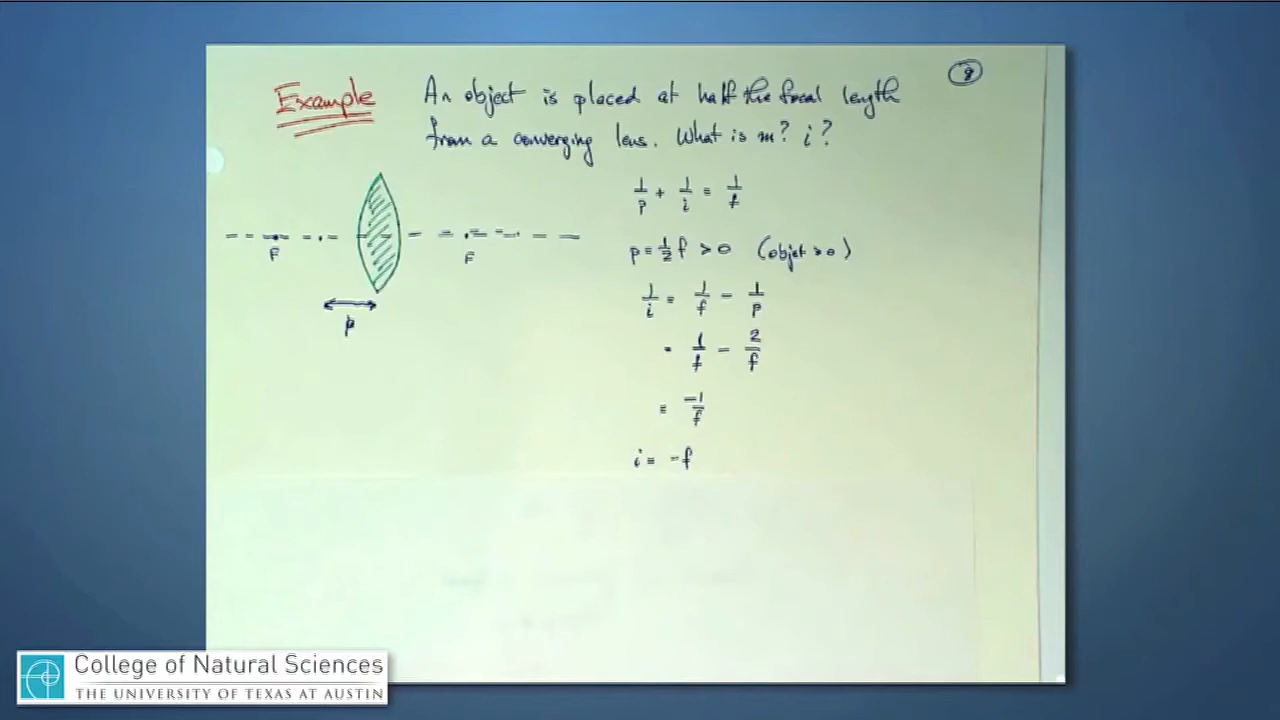 8
Example An object is placed at half the focal length
from a converging lens. What is m? i?
1/p + 1/i = 1/f
p = 1/2 f > 0 (objet > 0)
1/i = 1/f - 1/p
= 1/f - 2/f
= -1/f
i = -f
F F
p
College of Natural Sciences
THE UNIVERSITY OF TEXAS AT AUSTIN